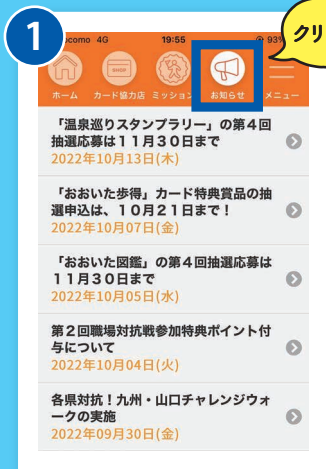 1
クリ
docomo 4G 19:55 93%
SHOP
ホーム カード協力店 ミッション お知らせ メニュー
「温泉巡りスタンプラリー」の第４回
抽選応募は１１月３０日まで
2022年10月13日(木)
「おおいた歩得」カード特典賞品の抽
選申込は、１０月２１日まで！
2022年10月07日(金)
「おおいた図鑑」の第４回抽選応募は
１１月３０日まで
2022年10月05日(水)
第２回職場対抗戦参加特典ポイント付
与について
2022年10月04日(火)
各県対抗！九州・山口チャレンジウォ
ークの実施
2022年09月30日(金)